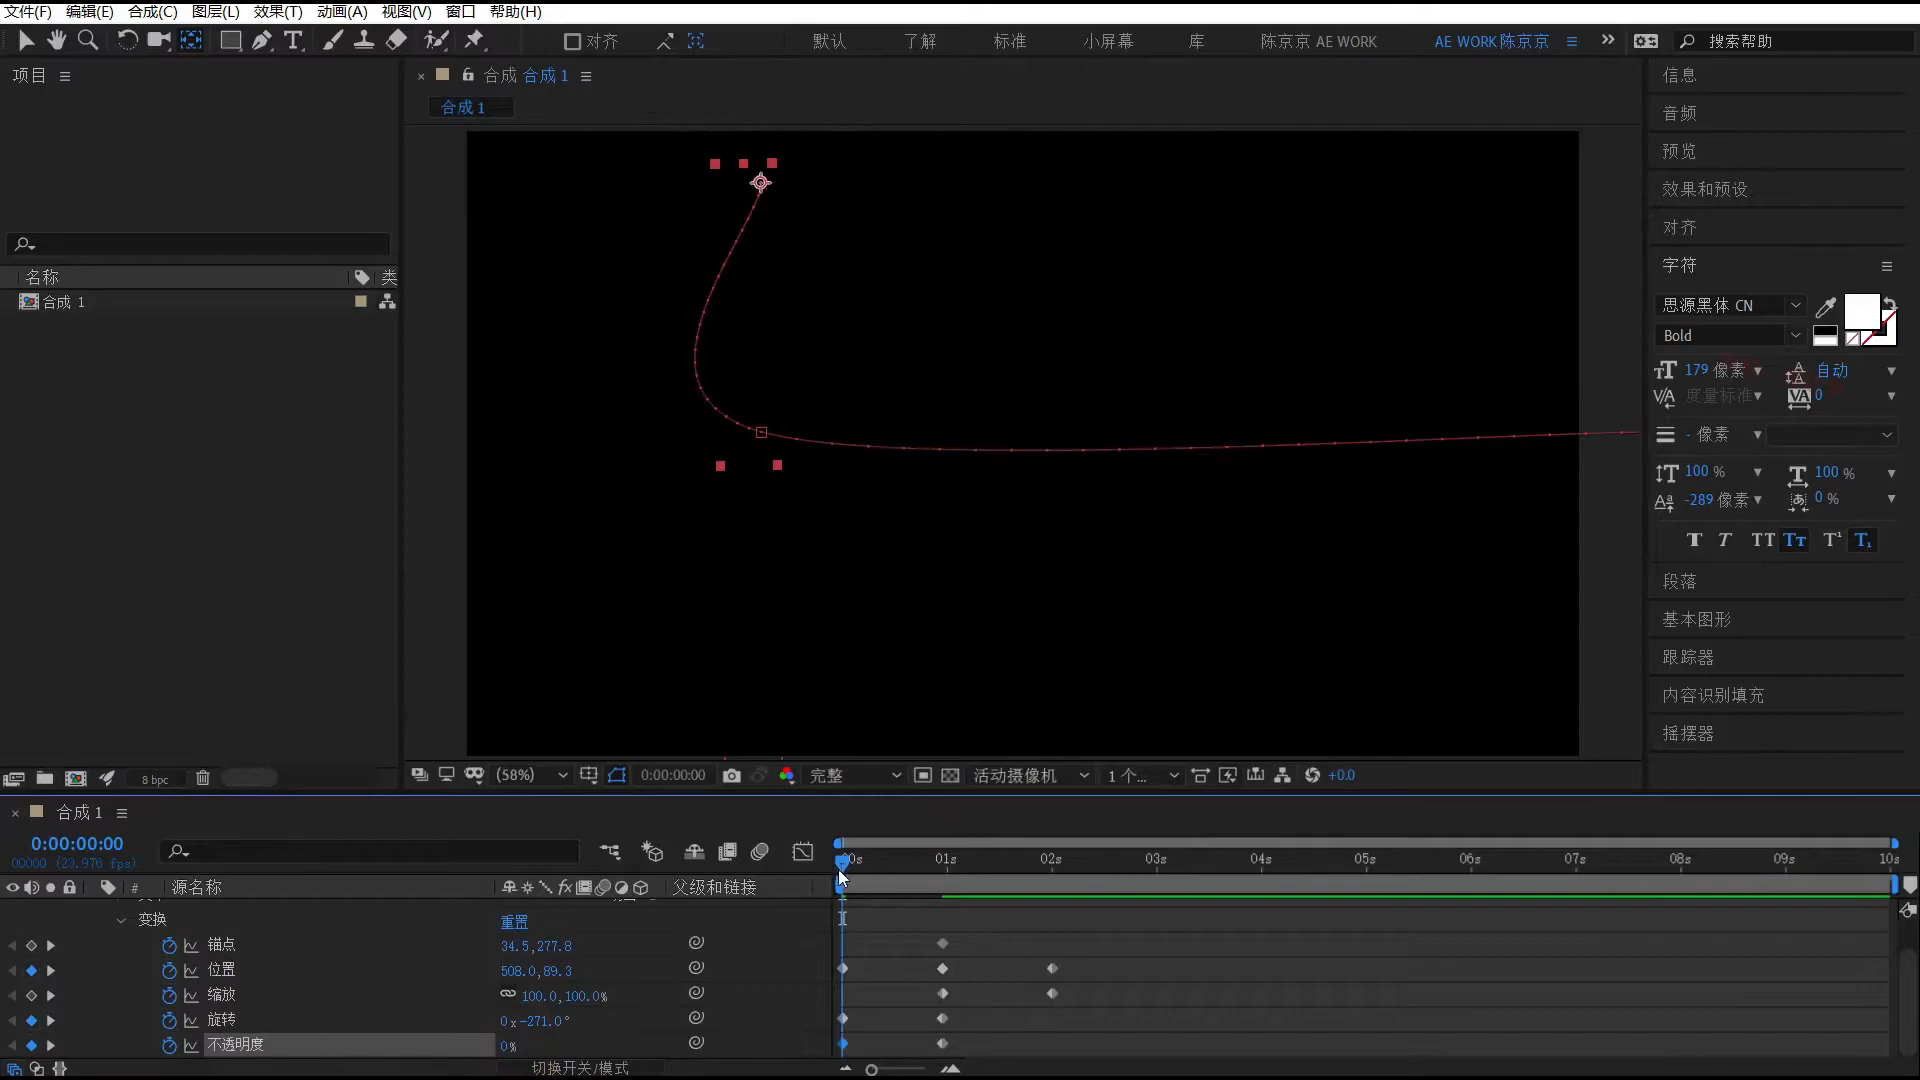 文件(F) 编辑(E) 合成(C) 图层(L) 效果(T) 动画(A) 视图(V) 窗口 帮助(H)
对齐 默认 了解 标准 小屏幕 库 陈京京 AE WORK AE WORK陈京京 搜索帮助
项目
合成 合成 1
合成 1
名称 类
合成 1
8 bpc
(58%) 0:00:00:00 完整 活动摄像机 1 个... +0.0
信息
音频
预览
效果和预设
对齐
字符
思源黑体 CN
Bold
179 像素 自动
度量标准 0
- 像素
100 % 100 %
-289 像素 0 %
段落
基本图形
跟踪器
内容识别填充
摇摆器
合成 1
0:00:00:00
00000 (23.976 fps)
01s 02s 03s 04s 05s 06s 07s 08s 09s 10s
# 源名称 父级和链接
变换 重置
锚点 34.5,277.8
位置 508.0,89.3
缩放 100.0,100.0%
旋转 0x-271.0°
不透明度 0%
切换开关/模式